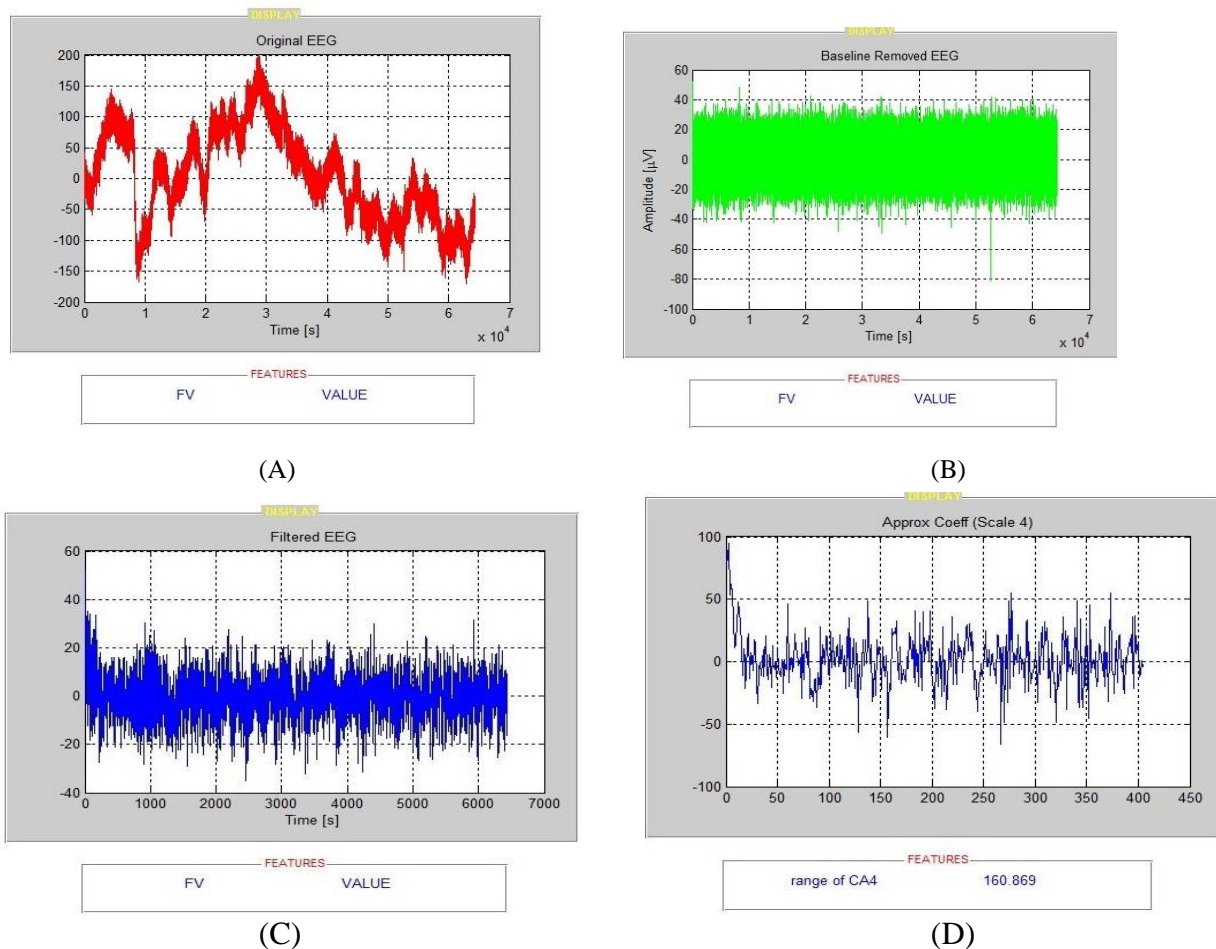 DISPLAY
Original EEG
200
150
100
50
0
-50
-100
-150
-200
0 1 2 3 4 5 6 7
Time [s]
x 10^4
FEATURES
FV VALUE
(A)
DISPLAY
Baseline Removed EEG
Amplitude [µV]
60
40
20
0
-20
-40
-60
-80
-100
0 1 2 3 4 5 6 7
Time [s]
x 10^4
FEATURES
FV VALUE
(B)
DISPLAY
Filtered EEG
60
40
20
0
-20
-40
0 1000 2000 3000 4000 5000 6000 7000
Time [s]
FEATURES
FV VALUE
(C)
DISPLAY
Approx Coeff (Scale 4)
100
50
0
-50
-100
0 50 100 150 200 250 300 350 400 450
FEATURES
range of CA4 160.869
(D)